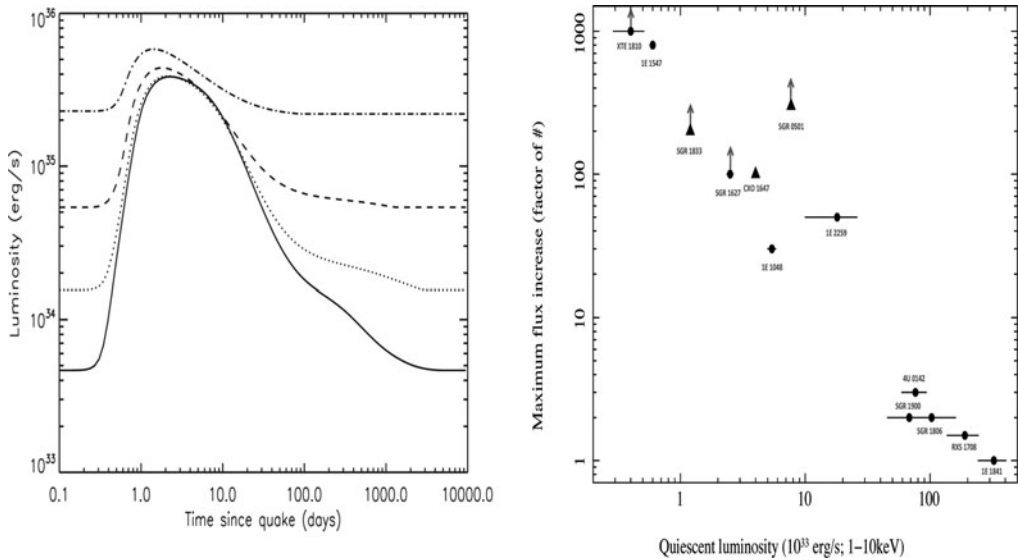 10^36
10^35
10^34
10^33
Luminosity (erg/s)
0.1 1.0 10.0 100.0 1000.0 10000.0
Time since quake (days)
Maximum flux increase (factor of #)
1000
100
10
1
XTE 1810
1E 1547
SGR 0501
SGR 1833
SGR 1627
CXO 1647
1E 2259
1E 1048
4U 0142
SGR 1900
SGR 1806
RXS 1708
1E 1841
1 10 100
Quiescent luminosity (10^33 erg/s; 1−10keV)